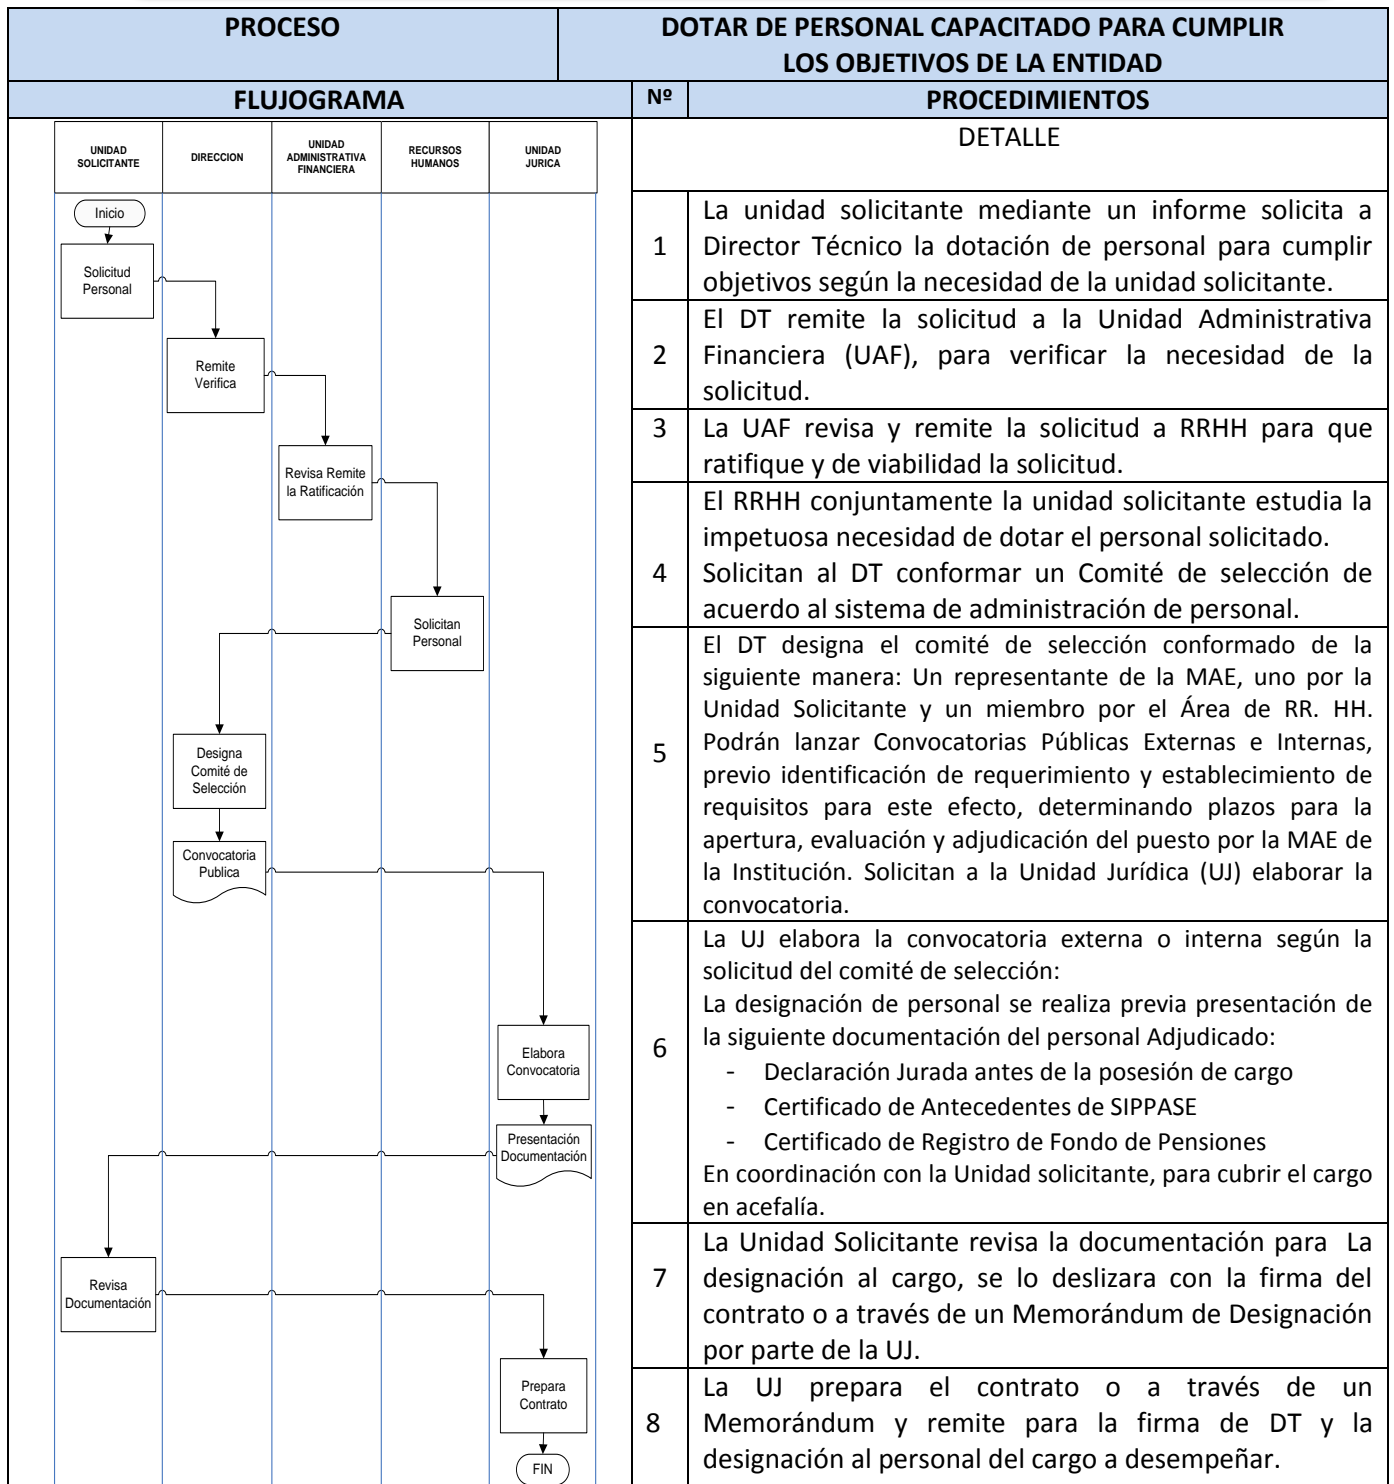 PROCESO
DOTAR DE PERSONAL CAPACITADO PARA CUMPLIR
LOS OBJETIVOS DE LA ENTIDAD
FLUJOGRAMA
Nº
PROCEDIMIENTOS
UNIDAD
SOLICITANTE
DIRECCION
UNIDAD
ADMINISTRATIVA
FINANCIERA
RECURSOS
HUMANOS
UNIDAD
JURICA
Inicio
Solicitud
Personal
Remite
Verifica
Revisa Remite
la Ratificación
Solicitan
Personal
Designa
Comité de
Selección
Convocatoria
Publica
Elabora
Convocatoria
Presentación
Documentación
Revisa
Documentación
Prepara
Contrato
FIN
DETALLE
1
La unidad solicitante mediante un informe solicita a
Director Técnico la dotación de personal para cumplir
objetivos según la necesidad de la unidad solicitante.
2
El DT remite la solicitud a la Unidad Administrativa
Financiera (UAF), para verificar la necesidad de la
solicitud.
3
La UAF revisa y remite la solicitud a RRHH para que
ratifique y de viabilidad la solicitud.
4
El RRHH conjuntamente la unidad solicitante estudia la
impetuosa necesidad de dotar el personal solicitado.
Solicitan al DT conformar un Comité de selección de
acuerdo al sistema de administración de personal.
5
El DT designa el comité de selección conformado de la
siguiente manera: Un representante de la MAE, uno por la
Unidad Solicitante y un miembro por el Área de RR. HH.
Podrán lanzar Convocatorias Públicas Externas e Internas,
previo identificación de requerimiento y establecimiento de
requisitos para este efecto, determinando plazos para la
apertura, evaluación y adjudicación del puesto por la MAE de
la Institución. Solicitan a la Unidad Jurídica (UJ) elaborar la
convocatoria.
6
La UJ elabora la convocatoria externa o interna según la
solicitud del comité de selección:
La designación de personal se realiza previa presentación de
la siguiente documentación del personal Adjudicado:
- Declaración Jurada antes de la posesión de cargo
- Certificado de Antecedentes de SIPPASE
- Certificado de Registro de Fondo de Pensiones
En coordinación con la Unidad solicitante, para cubrir el cargo
en acefalía.
7
La Unidad Solicitante revisa la documentación para La
designación al cargo, se lo deslizara con la firma del
contrato o a través de un Memorándum de Designación
por parte de la UJ.
8
La UJ prepara el contrato o a través de un
Memorándum y remite para la firma de DT y la
designación al personal del cargo a desempeñar.